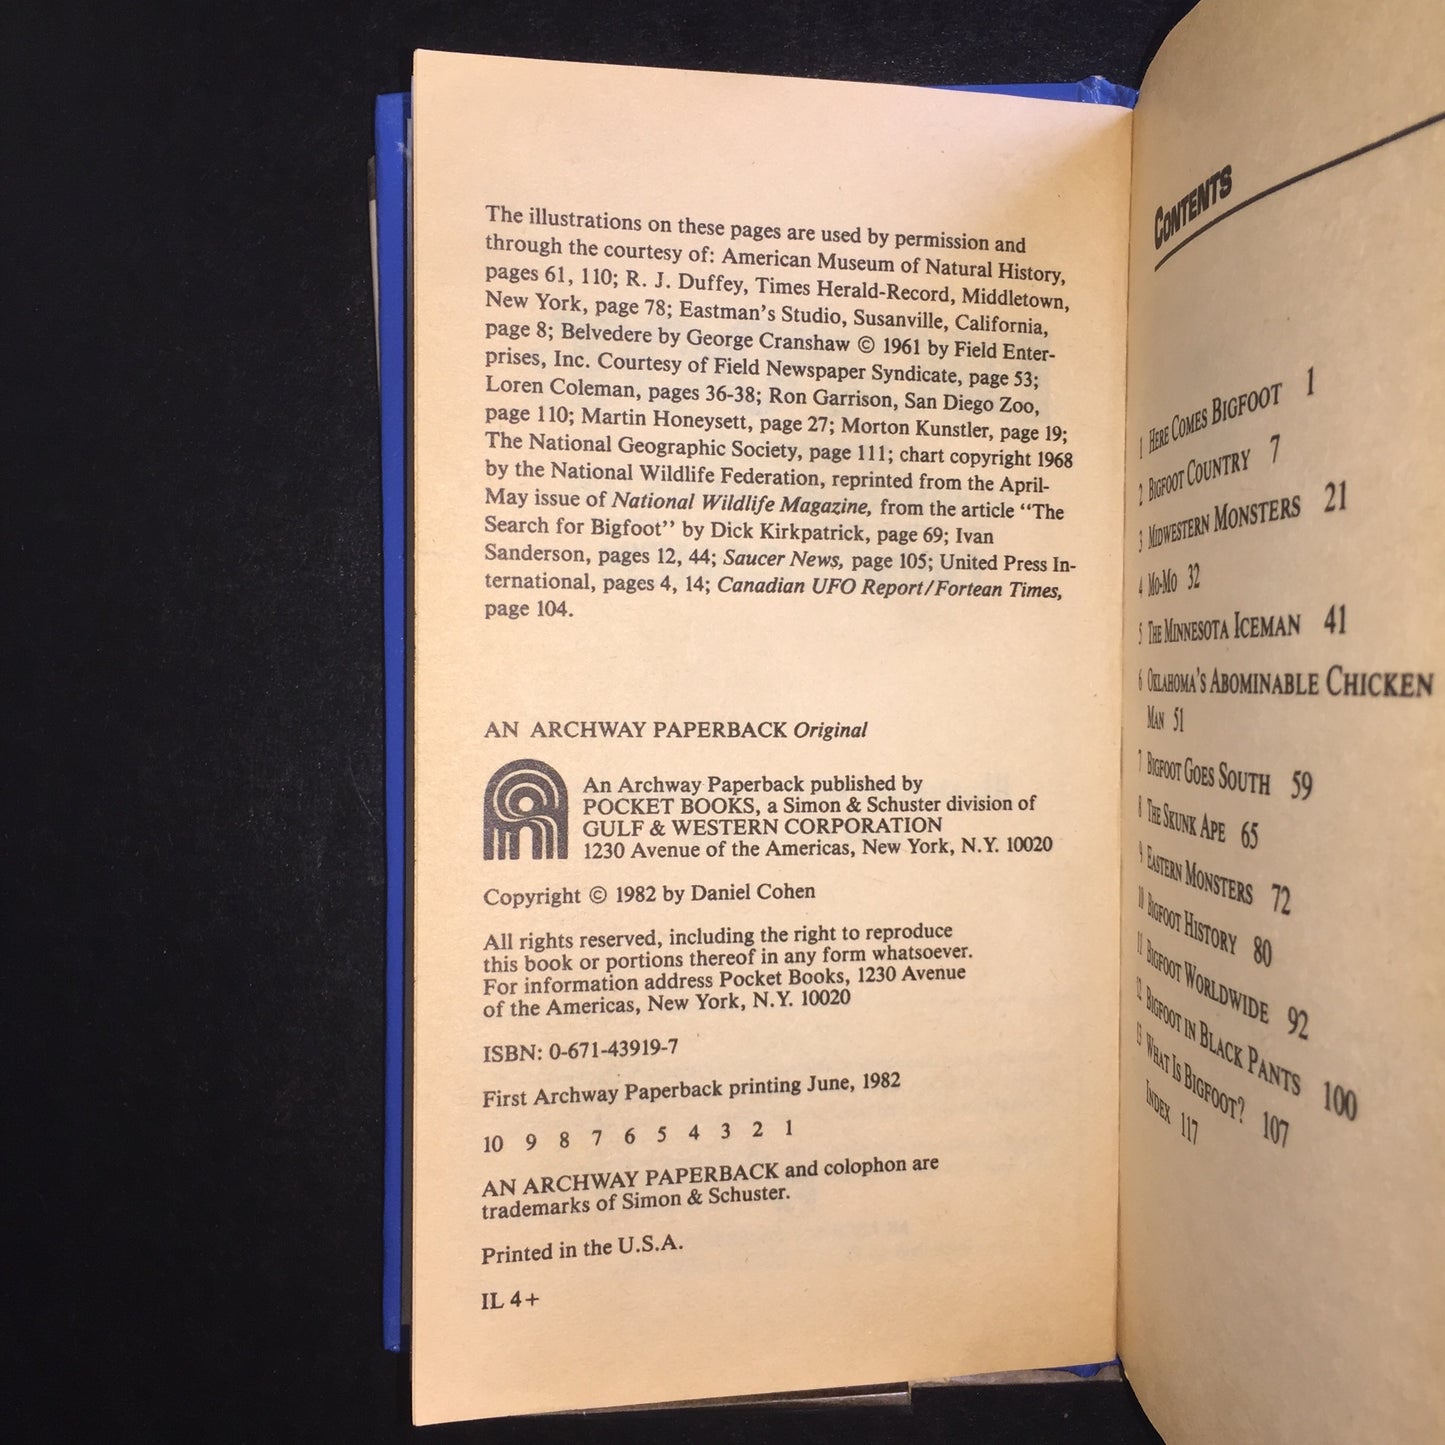 The illustrations on these pages are used by permission and
through the courtesy of: American Museum of Natural History,
pages 61, 110; R. J. Duffey, Times Herald-Record, Middletown,
New York, page 78; Eastman's Studio, Susanville, California,
page 8; Belvedere by George Cranshaw © 1961 by Field Enter-
prises, Inc. Courtesy of Field Newspaper Syndicate, page 53;
Loren Coleman, pages 36-38; Ron Garrison, San Diego Zoo,
page 110; Martin Honeysett, page 27; Morton Kunstler, page 19;
The National Geographic Society, page 111; chart copyright 1968
by the National Wildlife Federation, reprinted from the April-
May issue of National Wildlife Magazine, from the article "The
Search for Bigfoot" by Dick Kirkpatrick, page 69; Ivan
Sanderson, pages 12, 44; Saucer News, page 105; United Press In-
ternational, pages 4, 14; Canadian UFO Report/Fortean Times,
page 104.
AN ARCHWAY PAPERBACK Original
An Archway Paperback published by
POCKET BOOKS, a Simon & Schuster division of
GULF & WESTERN CORPORATION
1230 Avenue of the Americas, New York, N.Y. 10020
Copyright © 1982 by Daniel Cohen
All rights reserved, including the right to reproduce
this book or portions thereof in any form whatsoever.
For information address Pocket Books, 1230 Avenue
of the Americas, New York, N.Y. 10020
ISBN: 0-671-43919-7
First Archway Paperback printing June, 1982
10 9 8 7 6 5 4 3 2 1
AN ARCHWAY PAPERBACK and colophon are
trademarks of Simon & Schuster.
Printed in the U.S.A.
IL 4+
CONTENTS
1 HERE COMES BIGFOOT 1
2 BIGFOOT COUNTRY 7
3 MIDWESTERN MONSTERS 21
4 MO-MO 32
5 THE MINNESOTA ICEMAN 41
6 OKLAHOMA'S ABOMINABLE CHICKEN
MAN 51
7 BIGFOOT GOES SOUTH 59
8 THE SKUNK APE 65
9 EASTERN MONSTERS 72
10 BIGFOOT HISTORY 80
11 BIGFOOT WORLDWIDE 92
12 BIGFOOT IN BLACK PANTS 100
13 WHAT IS BIGFOOT? 107
INDEX 117